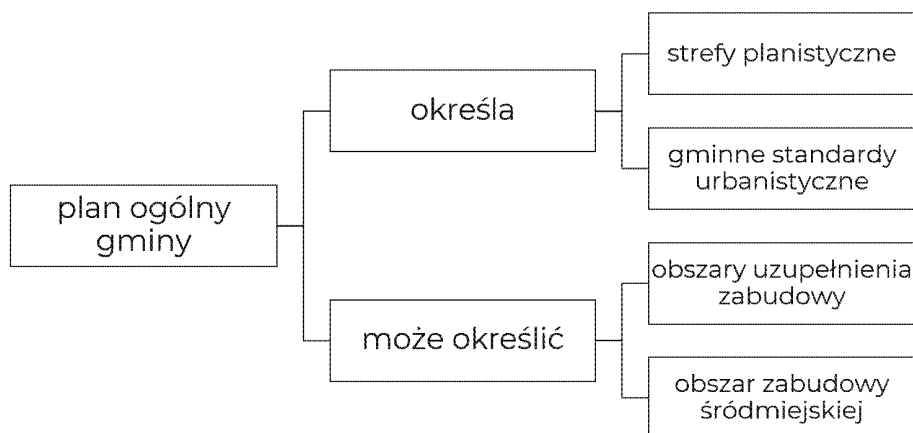 plan ogólny
gminy
określa
strefy planistyczne
gminne standardy
urbanistyczne
może określić
obszary uzupełnienia
zabudowy
obszar zabudowy
śródmiejskiej